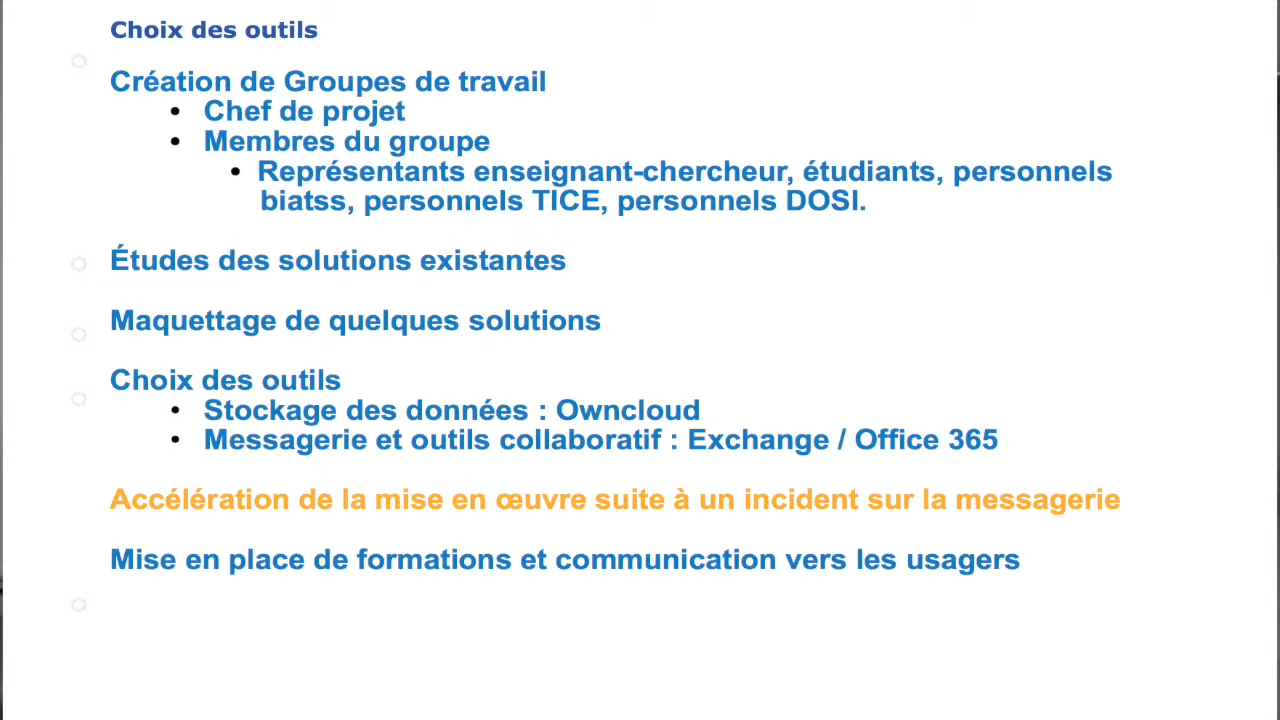 Choix des outils
Création de Groupes de travail
• Chef de projet
• Membres du groupe
• Représentants enseignant-chercheur, étudiants, personnels
biatss, personnels TICE, personnels DOSI.
Études des solutions existantes
Maquettage de quelques solutions
Choix des outils
• Stockage des données : Owncloud
• Messagerie et outils collaboratif : Exchange / Office 365
Accélération de la mise en œuvre suite à un incident sur la messagerie
Mise en place de formations et communication vers les usagers